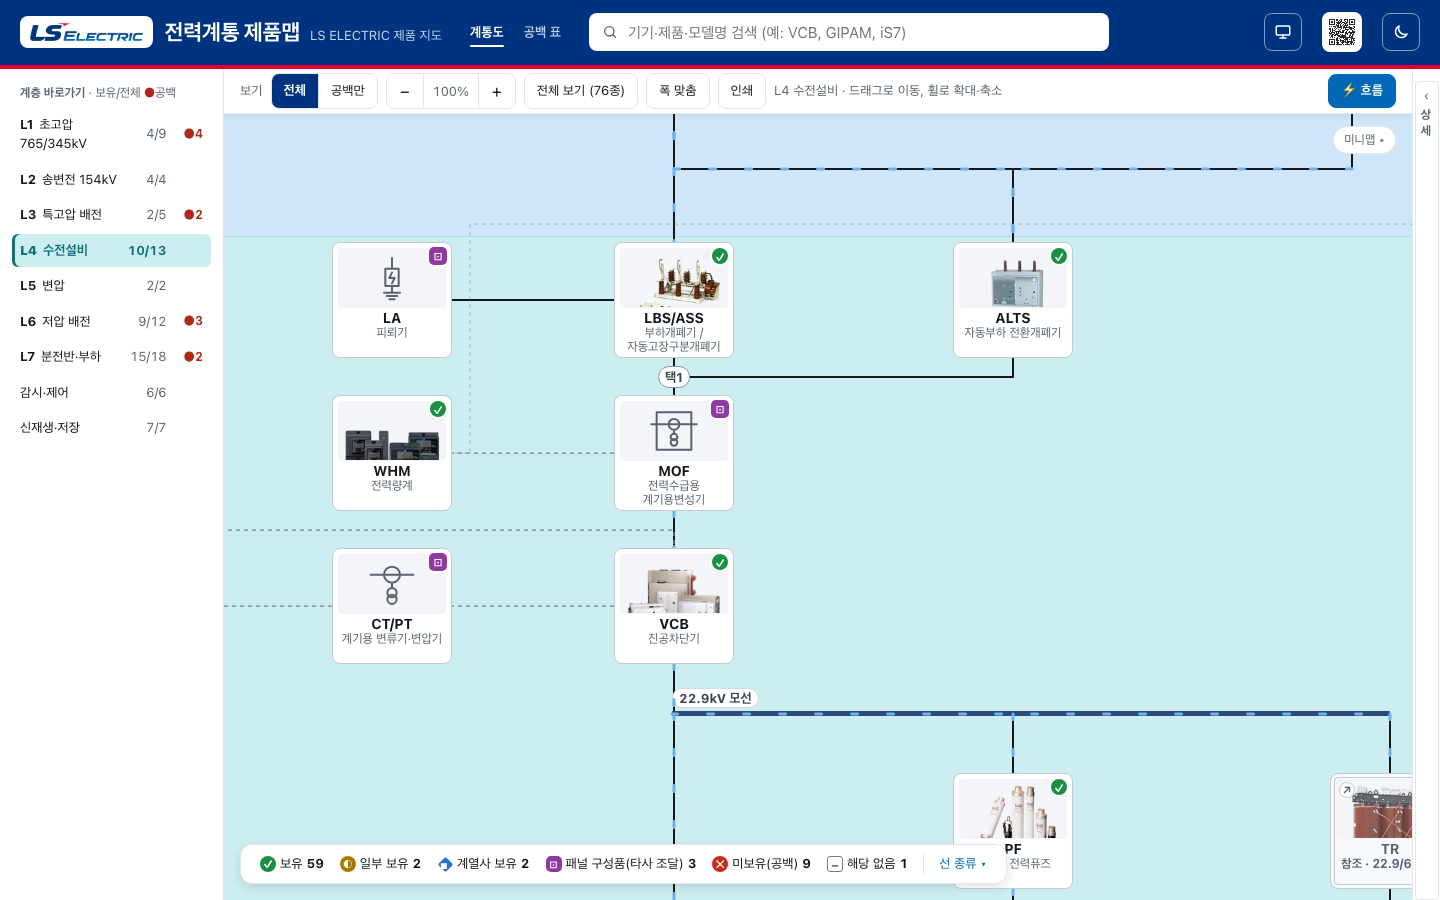 LS ELECTRIC 전력계통 제품맵 LS ELECTRIC 제품 지도 계통도 공백 표 기기·제품·모델명 검색 (예: VCB, GIPAM, iS7)
계층 바로가기 · 보유/전체 공백
L1 초고압 765/345kV 4/9 4
L2 송변전 154kV 4/4
L3 특고압 배전 2/5 2
L4 수전설비 10/13
L5 변압 2/2
L6 저압 배전 9/12 3
L7 분전반·부하 15/18 2
감시·제어 6/6
신재생·저장 7/7
보기 전체 공백만 − 100% + 전체 보기 (76종) 폭 맞춤 인쇄 L4 수전설비 · 드래그로 이동, 휠로 확대·축소 ⚡ 흐름
‹
상
세
미니맵 ▸
LA
피뢰기
LBS/ASS
부하개폐기 /
자동고장구분개폐기
ALTS
자동부하 전환개폐기
택1
WHM
전력량계
MOF
전력수급용
계기용변성기
CT/PT
계기용 변류기·변압기
VCB
진공차단기
22.9kV 모선
PF
전력퓨즈
TR
참조 · 22.9/6
보유 59 일부 보유 2 계열사 보유 2 패널 구성품(타사 조달) 3 미보유(공백) 9 해당 없음 1 선 종류 ▾